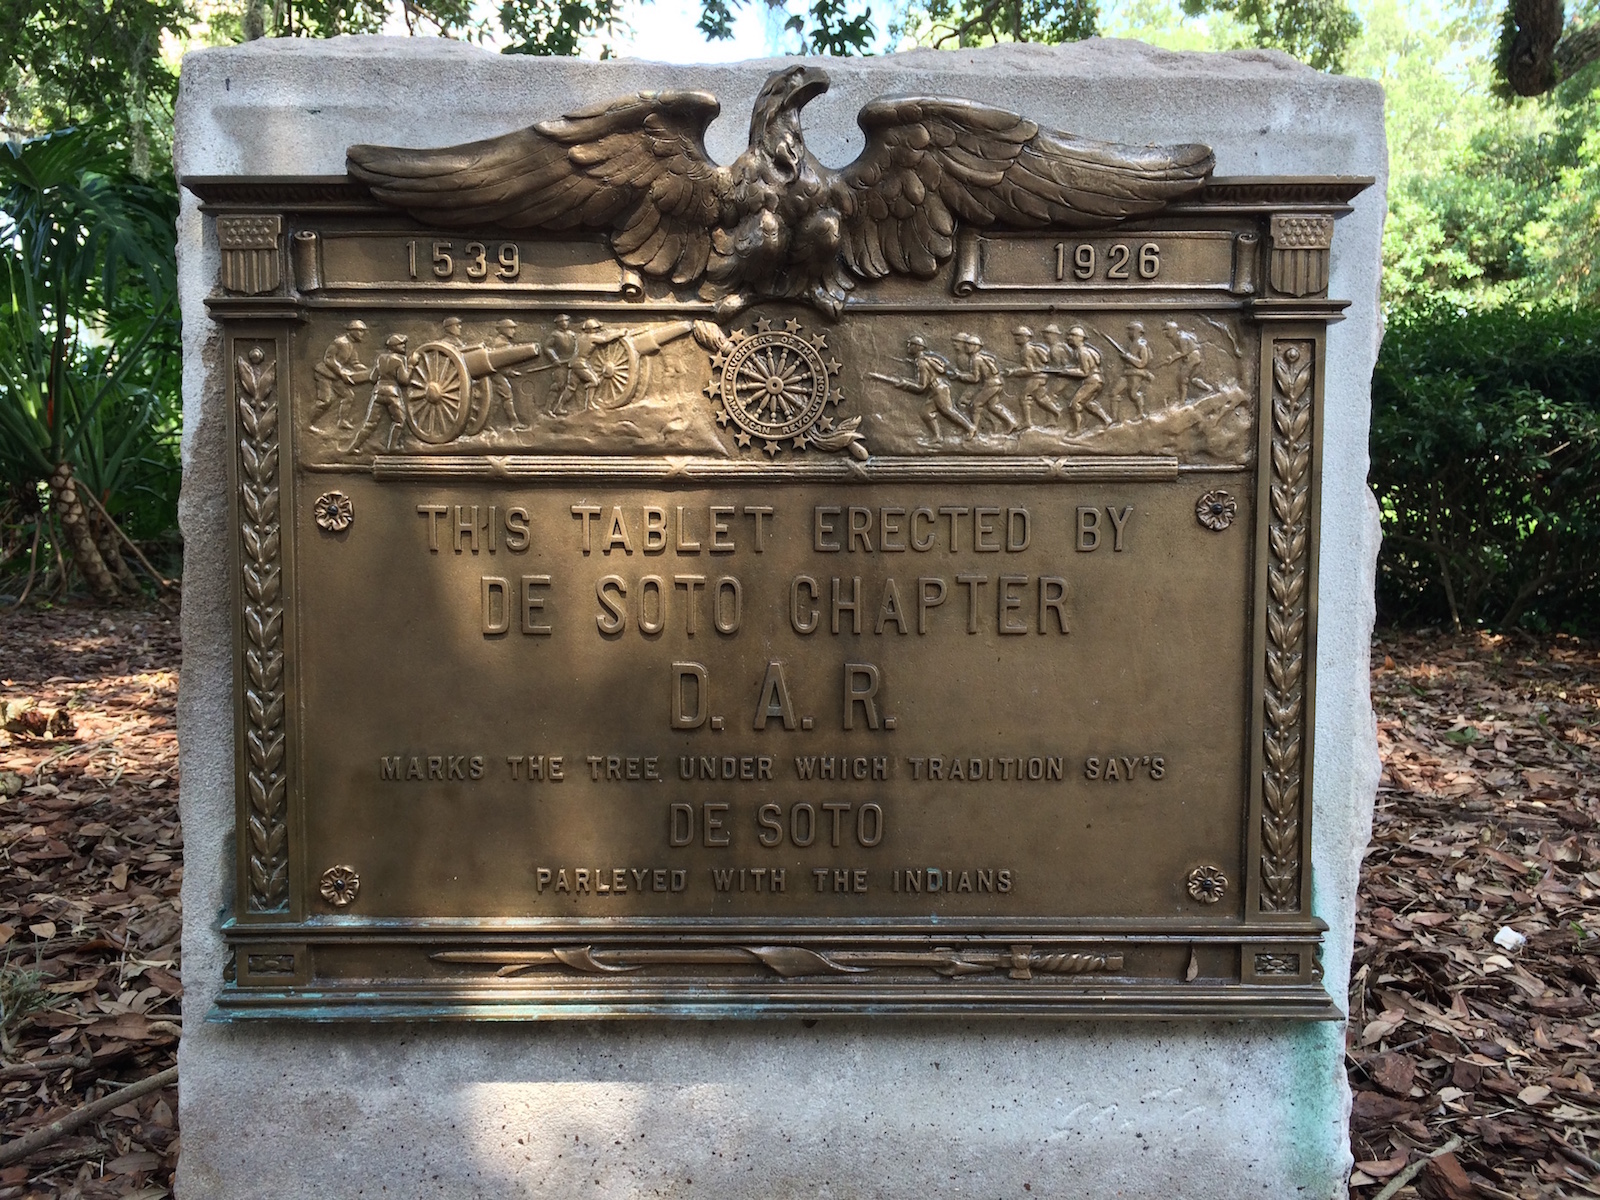 1539
1926
DAUGHTERS OF THE
AMERICAN REVOLUTION
THIS TABLET ERECTED BY
DE SOTO CHAPTER
D. A. R.
MARKS THE TREE UNDER WHICH TRADITION SAY'S
DE SOTO
PARLEYED WITH THE INDIANS